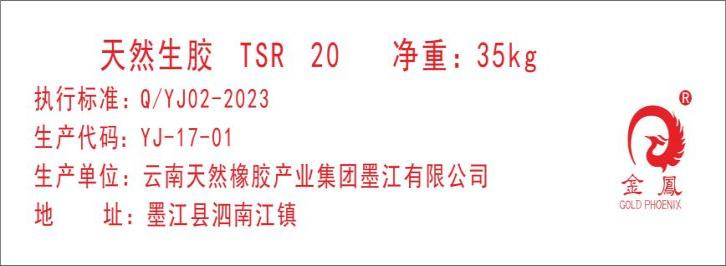 天然生胶 TSR 20 净重：35kg
执行标准：Q/YJ02-2023
生产代码：YJ-17-01
生产单位：云南天然橡胶产业集团墨江有限公司
地 址：墨江县泗南江镇
®
金鳳
GOLD PHOENIX